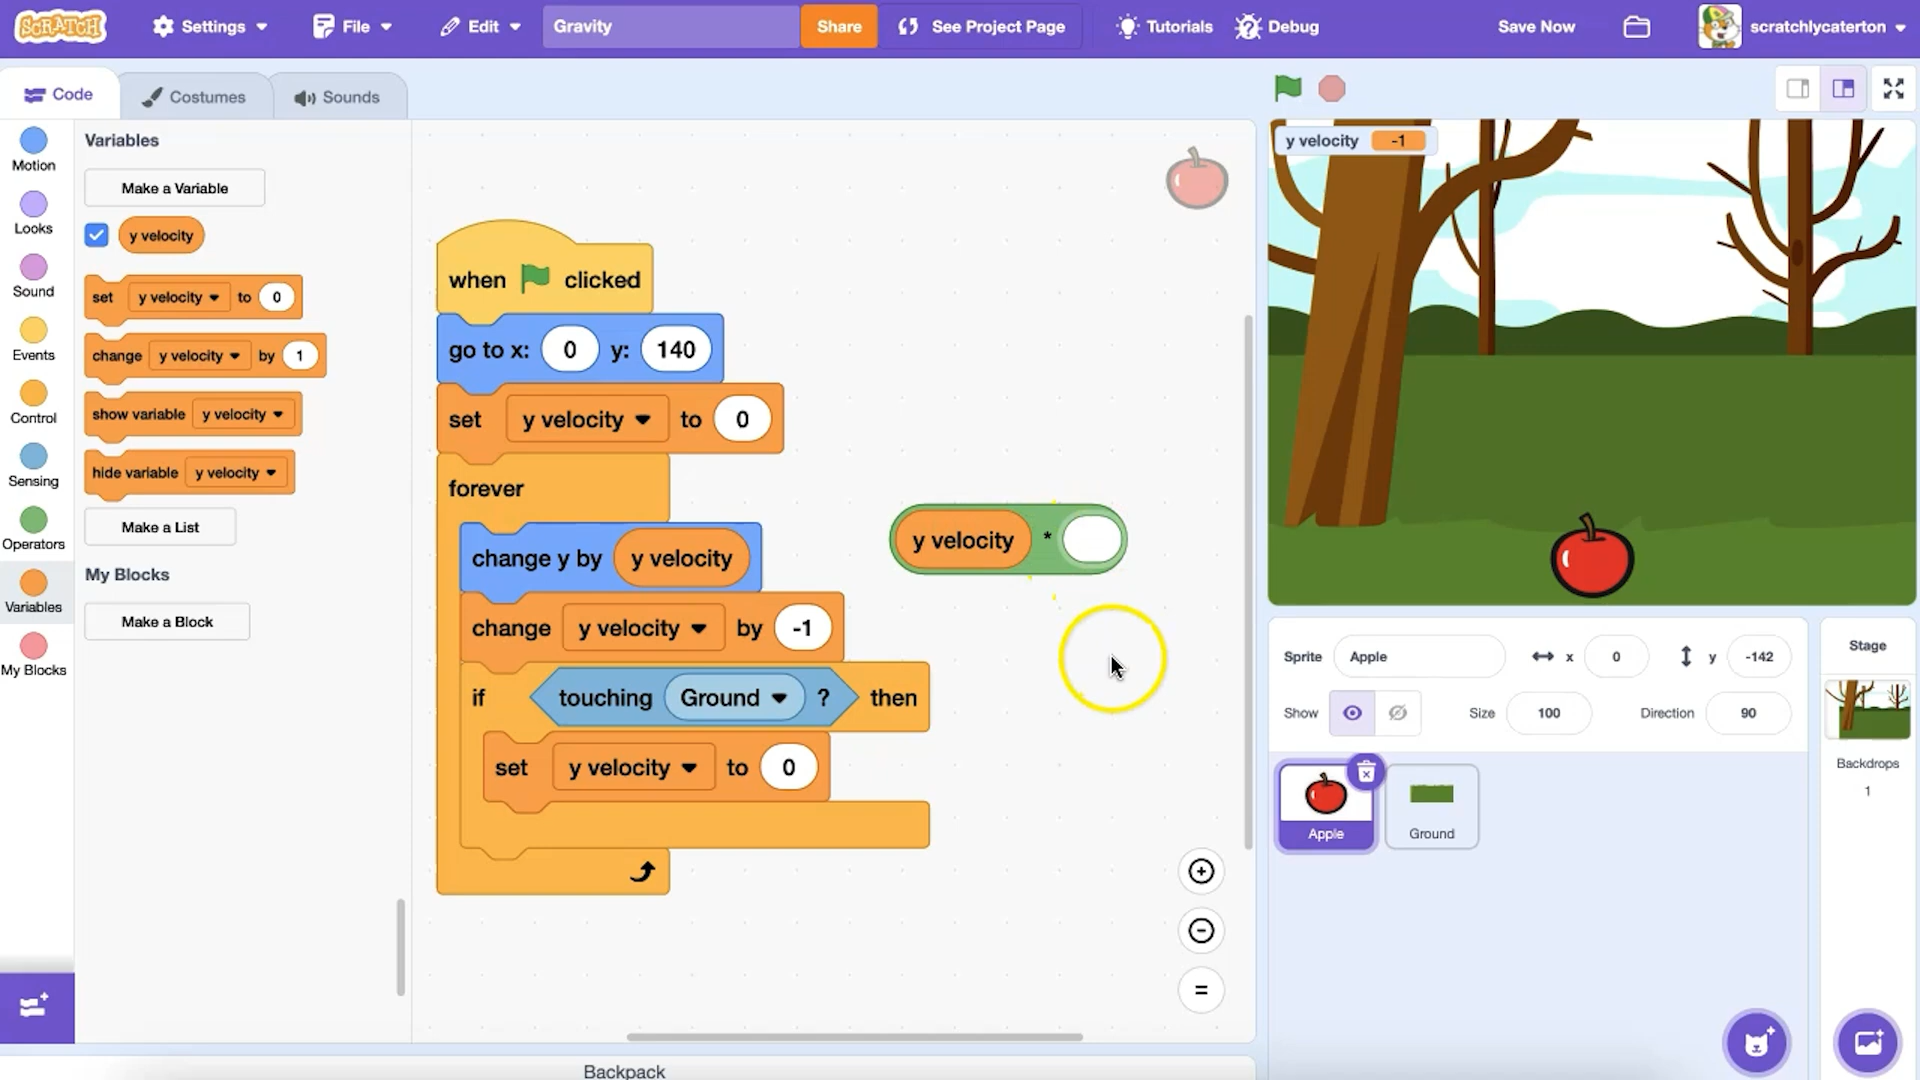 SCRATCH Settings File Edit Gravity Share See Project Page Tutorials Debug Save Now scratchlycaterton
Code Costumes Sounds
Motion
Looks
Sound
Events
Control
Sensing
Operators
Variables
My Blocks
Variables
Make a Variable
y velocity
set y velocity to 0
change y velocity by 1
show variable y velocity
hide variable y velocity
Make a List
My Blocks
Make a Block
when clicked
go to x: 0 y: 140
set y velocity to 0
forever
change y by y velocity
change y velocity by -1
if touching Ground ? then
set y velocity to 0
y velocity *
y velocity -1
Sprite Apple x 0 y -142
Show Size 100 Direction 90
Apple
Ground
Stage
Backdrops
1
Backpack